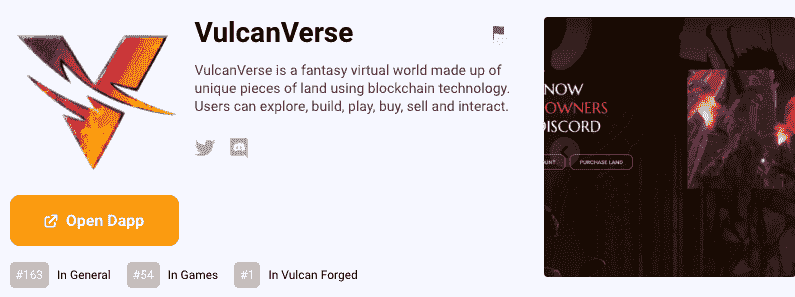 VulcanVerse
VulcanVerse is a fantasy virtual world made up of
unique pieces of land using blockchain technology.
Users can explore, build, play, buy, sell and interact.
NOW
OWNERS
DISCORD
PURCHASE LAND
Open Dapp
#163 In General #54 In Games #1 In Vulcan Forged